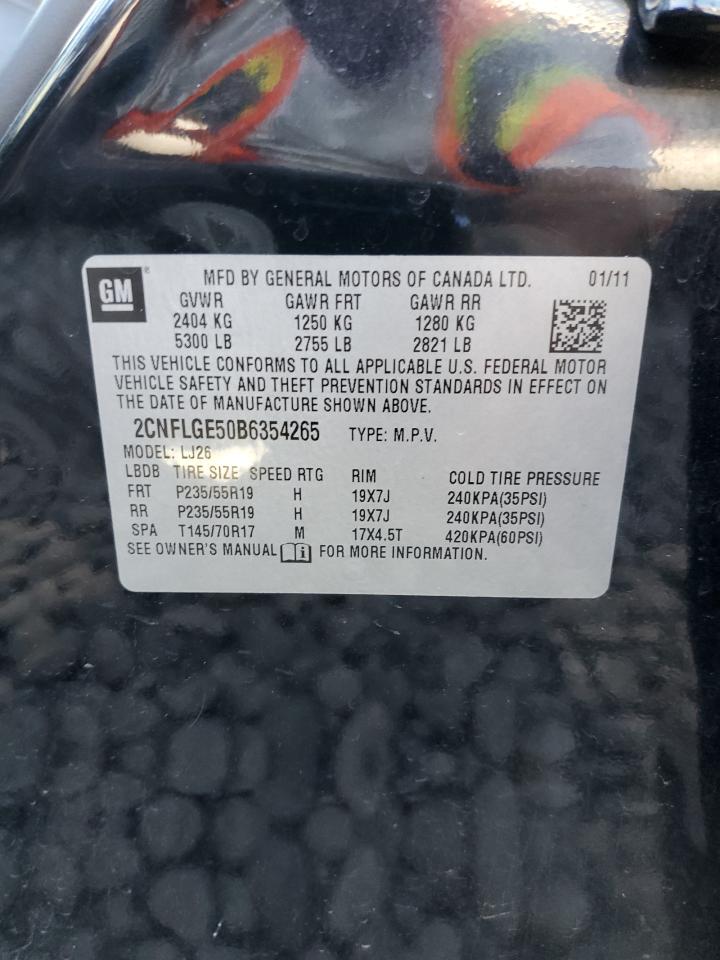 GM® MFD BY GENERAL MOTORS OF CANADA LTD. 01/11
GVWR GAWR FRT GAWR RR
2404 KG 1250 KG 1280 KG
5300 LB 2755 LB 2821 LB
THIS VEHICLE CONFORMS TO ALL APPLICABLE U.S. FEDERAL MOTOR
VEHICLE SAFETY AND THEFT PREVENTION STANDARDS IN EFFECT ON
THE DATE OF MANUFACTURE SHOWN ABOVE.
2CNFLGE50B6354265 TYPE: M.P.V.
MODEL: LJ26
LBDB TIRE SIZE SPEED RTG RIM COLD TIRE PRESSURE
FRT P235/55R19 H 19X7J 240KPA(35PSI)
RR P235/55R19 H 19X7J 240KPA(35PSI)
SPA T145/70R17 M 17X4.5T 420KPA(60PSI)
SEE OWNER'S MANUAL FOR MORE INFORMATION.